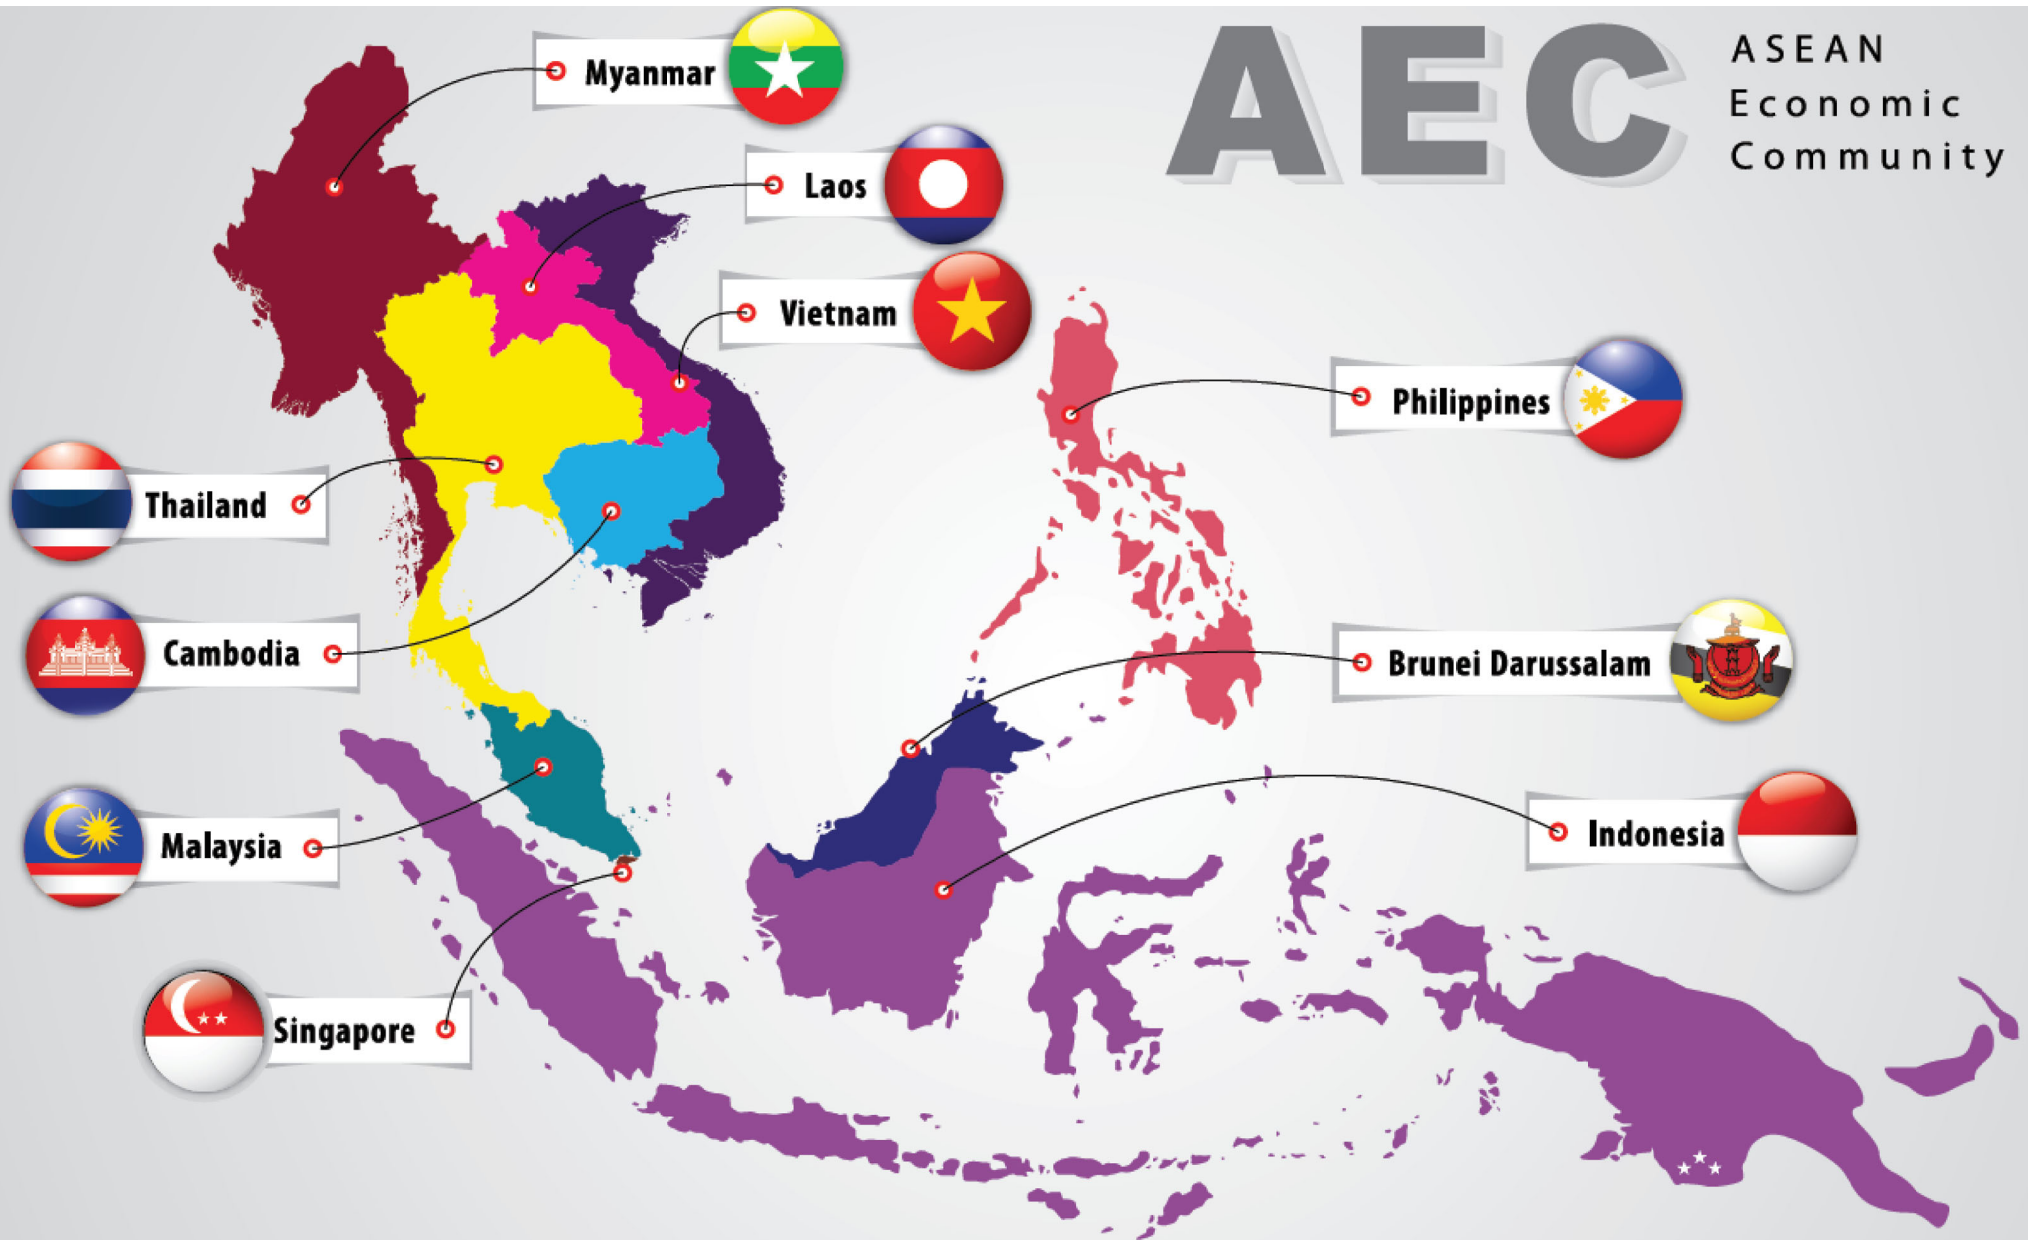 AEC
ASEAN
Economic
Community
Myanmar
Laos
Vietnam
Philippines
Thailand
Cambodia
Brunei Darussalam
Malaysia
Indonesia
Singapore